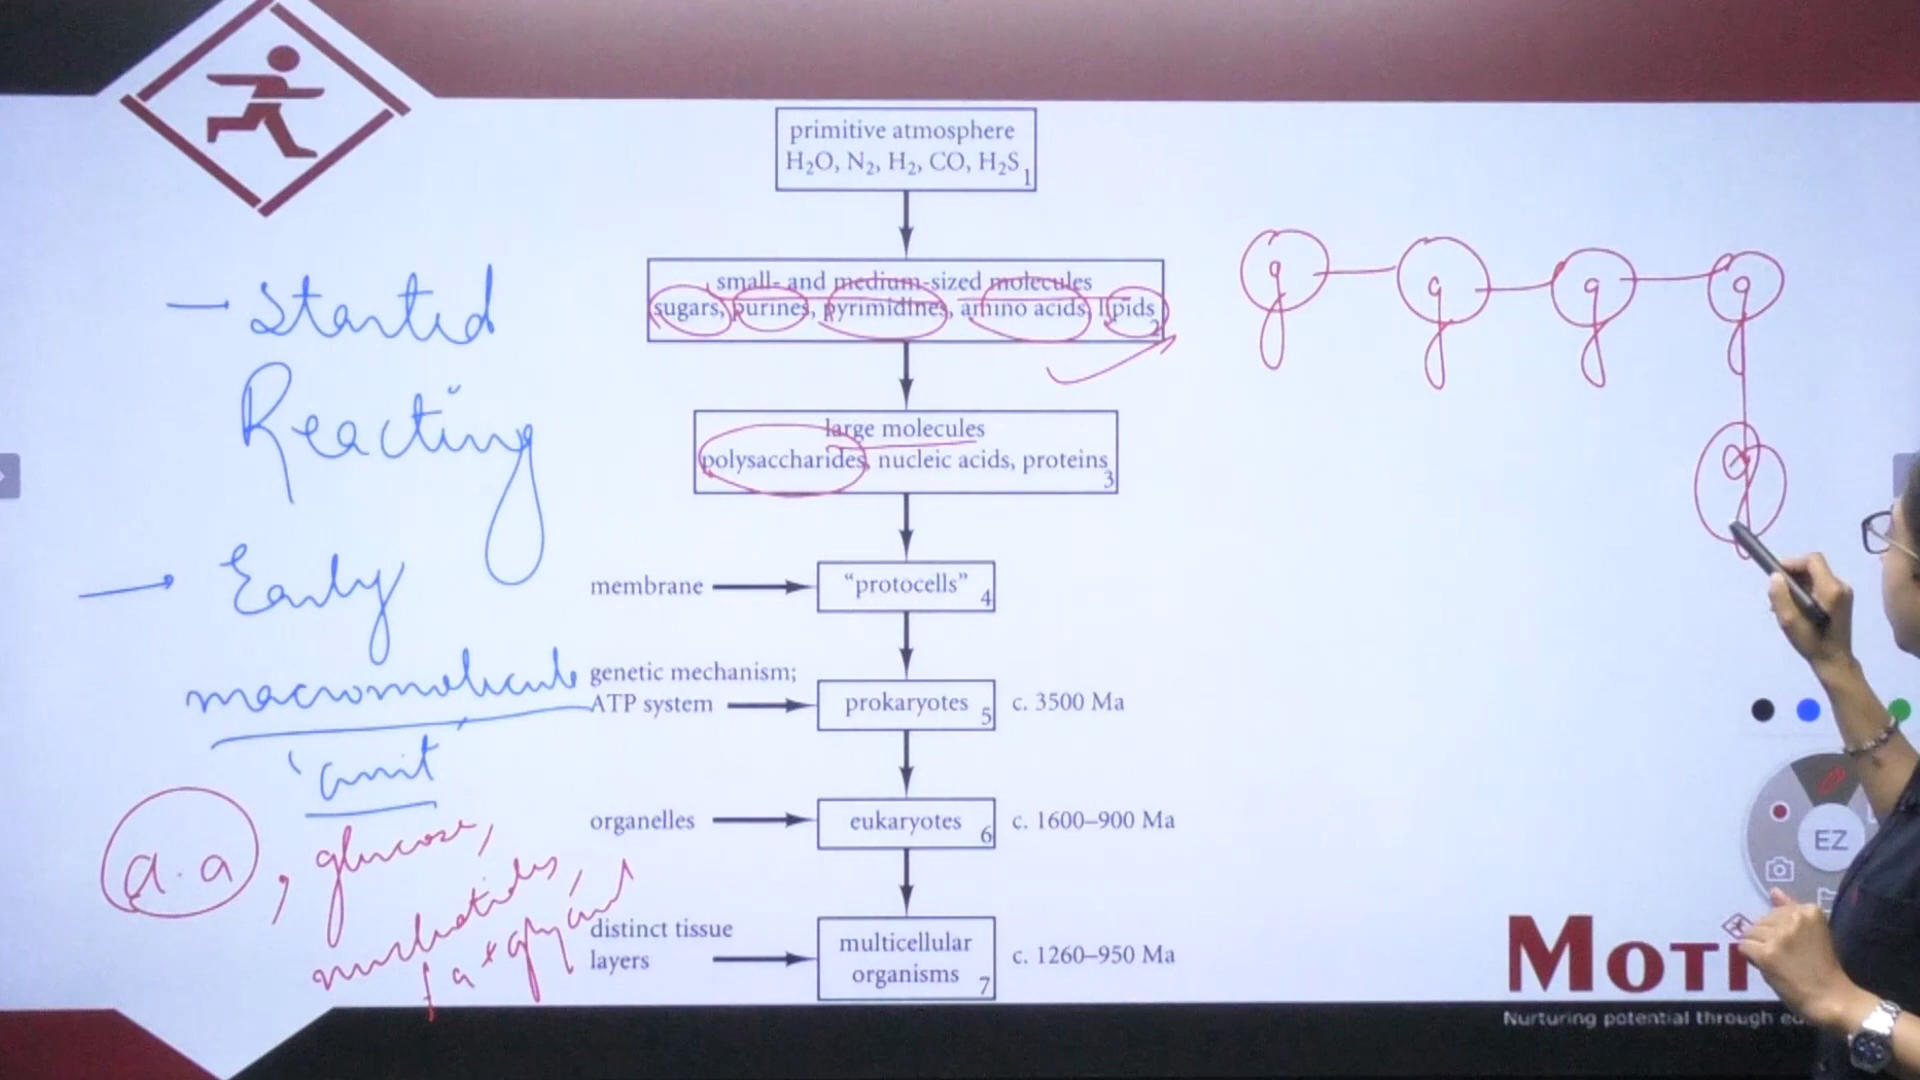 primitive atmosphere
H₂O, N₂, H₂, CO, H₂S
1
small- and medium-sized molecules
sugars, purines, pyrimidines, amino acids, lipids
2
large molecules
polysaccharides, nucleic acids, proteins
3
membrane
"protocells"
4
genetic mechanism;
ATP system
prokaryotes
5
c. 3500 Ma
organelles
eukaryotes
6
c. 1600–900 Ma
distinct tissue
layers
multicellular
organisms
7
c. 1260–950 Ma
– Started
Reacting
→ Early
macromolecule
unit
a.a, glucose,
nucleotides,
g g g g
g
EZ
MOTI
Nurturing potential through